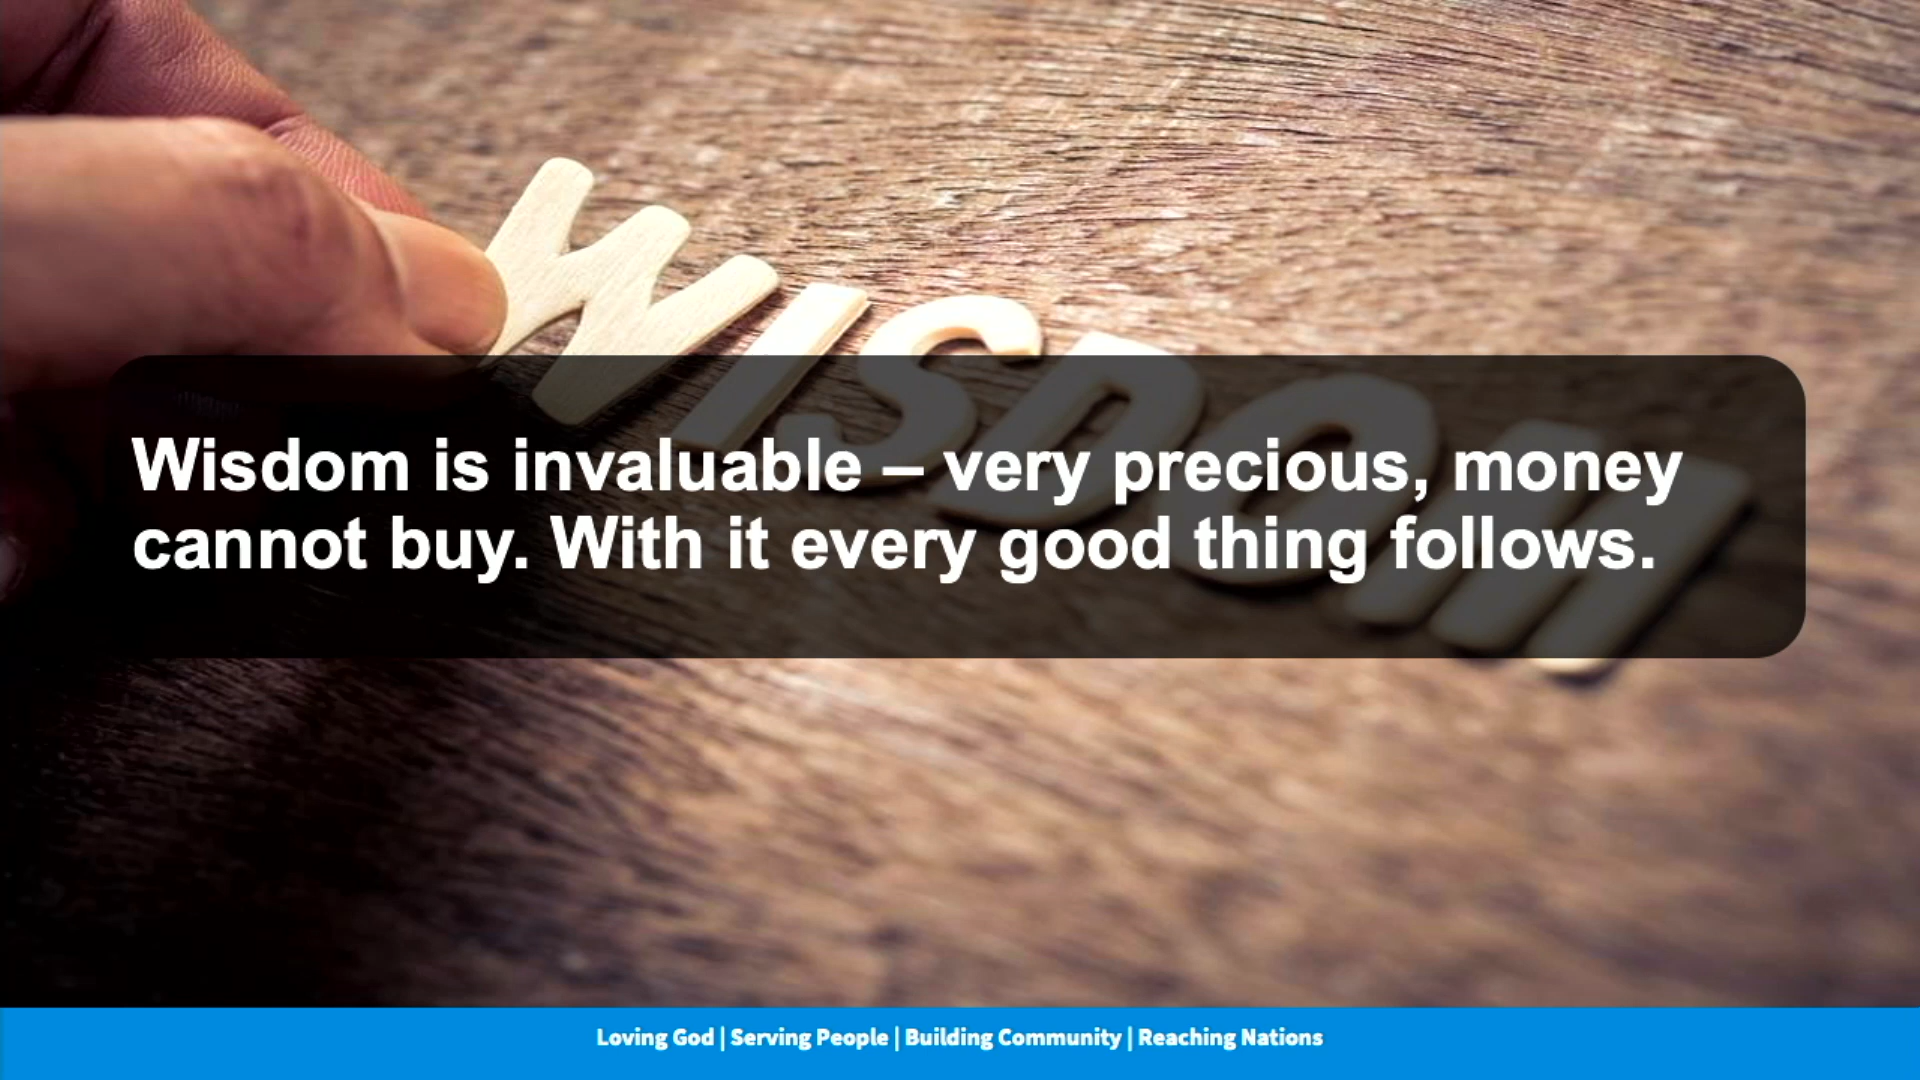 WISDOM
Wisdom is invaluable – very precious, money
cannot buy. With it every good thing follows.
Loving God | Serving People | Building Community | Reaching Nations